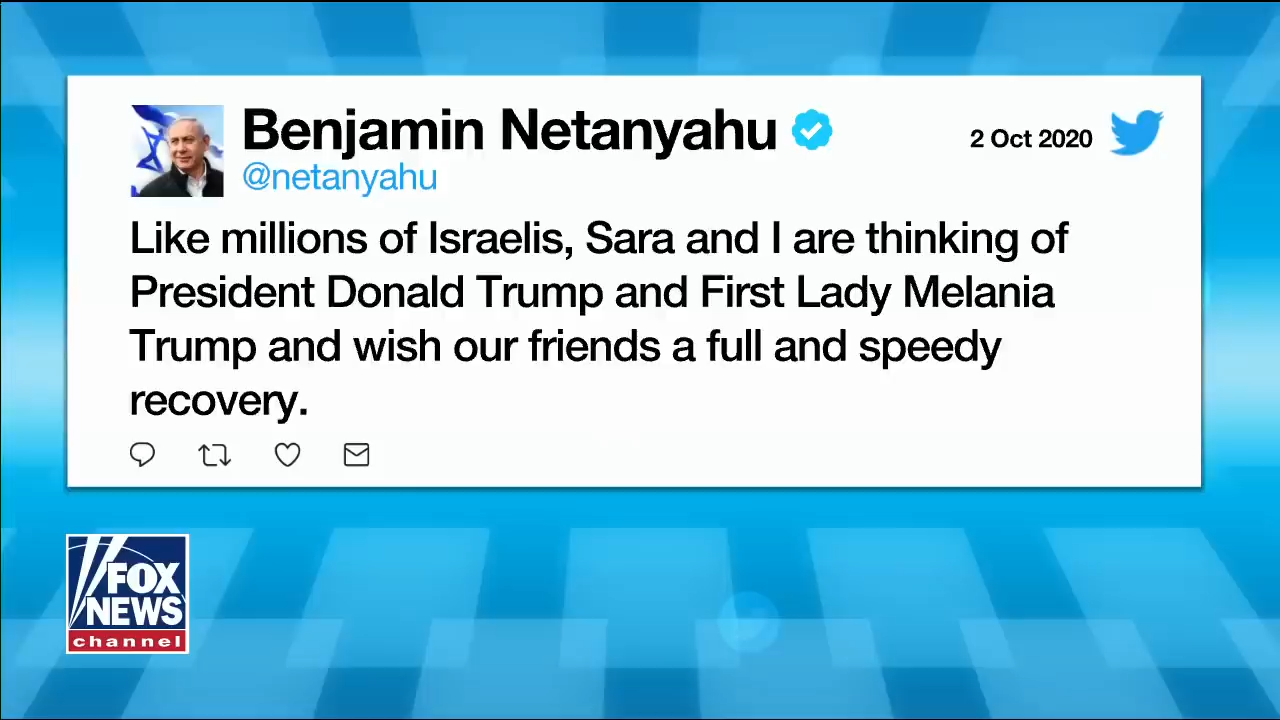 Benjamin Netanyahu
2 Oct 2020
@netanyahu
Like millions of Israelis, Sara and I are thinking of
President Donald Trump and First Lady Melania
Trump and wish our friends a full and speedy
recovery.
FOX
NEWS
channel